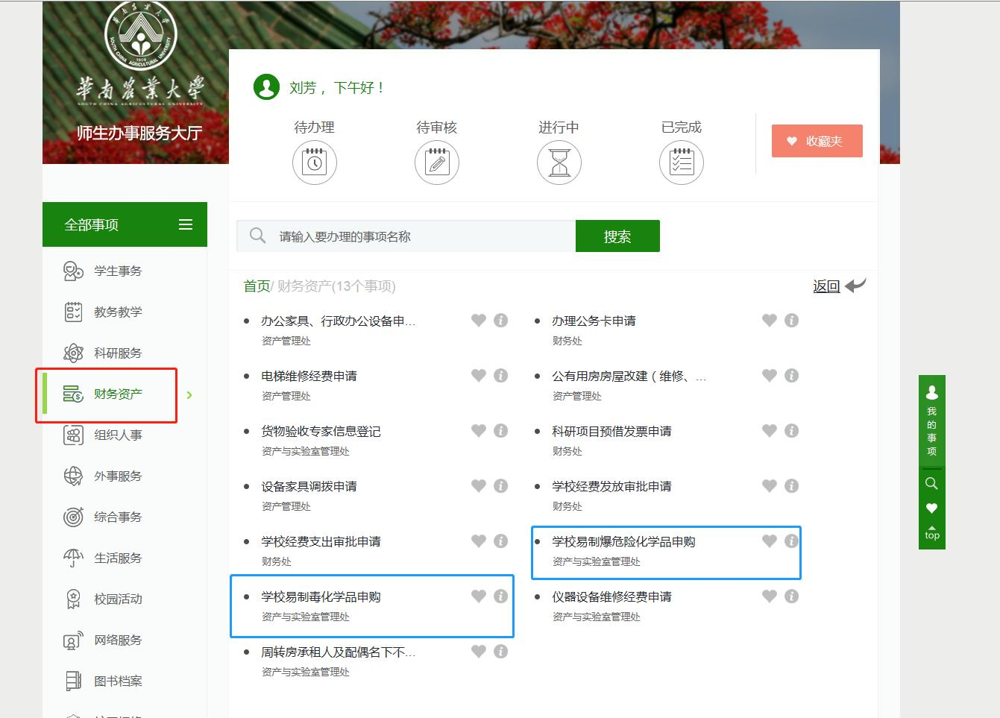 華南農業大學
SOUTH CHINA AGRICULTURAL UNIVERSITY
1909
華南農業大學
SOUTH CHINA AGRICULTURAL UNIVERSITY
师生办事服务大厅
刘芳，下午好！
待办理
待审核
进行中
已完成
收藏夹
全部事项
请输入要办理的事项名称
搜索
学生事务
教务教学
科研服务
财务资产
组织人事
外事服务
综合事务
生活服务
校园活动
网络服务
图书档案
首页/ 财务资产(13个事项)
返回
办公家具、行政办公设备申...
资产管理处
办理公务卡申请
财务处
电梯维修经费申请
资产管理处
公有用房房屋改建（维修、...
资产管理处
货物验收专家信息登记
资产与实验室管理处
科研项目预借发票申请
财务处
设备家具调拨申请
资产管理处
学校经费发放审批申请
财务处
学校经费支出审批申请
财务处
学校易制爆危险化学品申购
资产与实验室管理处
学校易制毒化学品申购
资产与实验室管理处
仪器设备维修经费申请
资产与实验室管理处
周转房承租人及配偶名下不...
资产与实验室管理处
我的事项
top